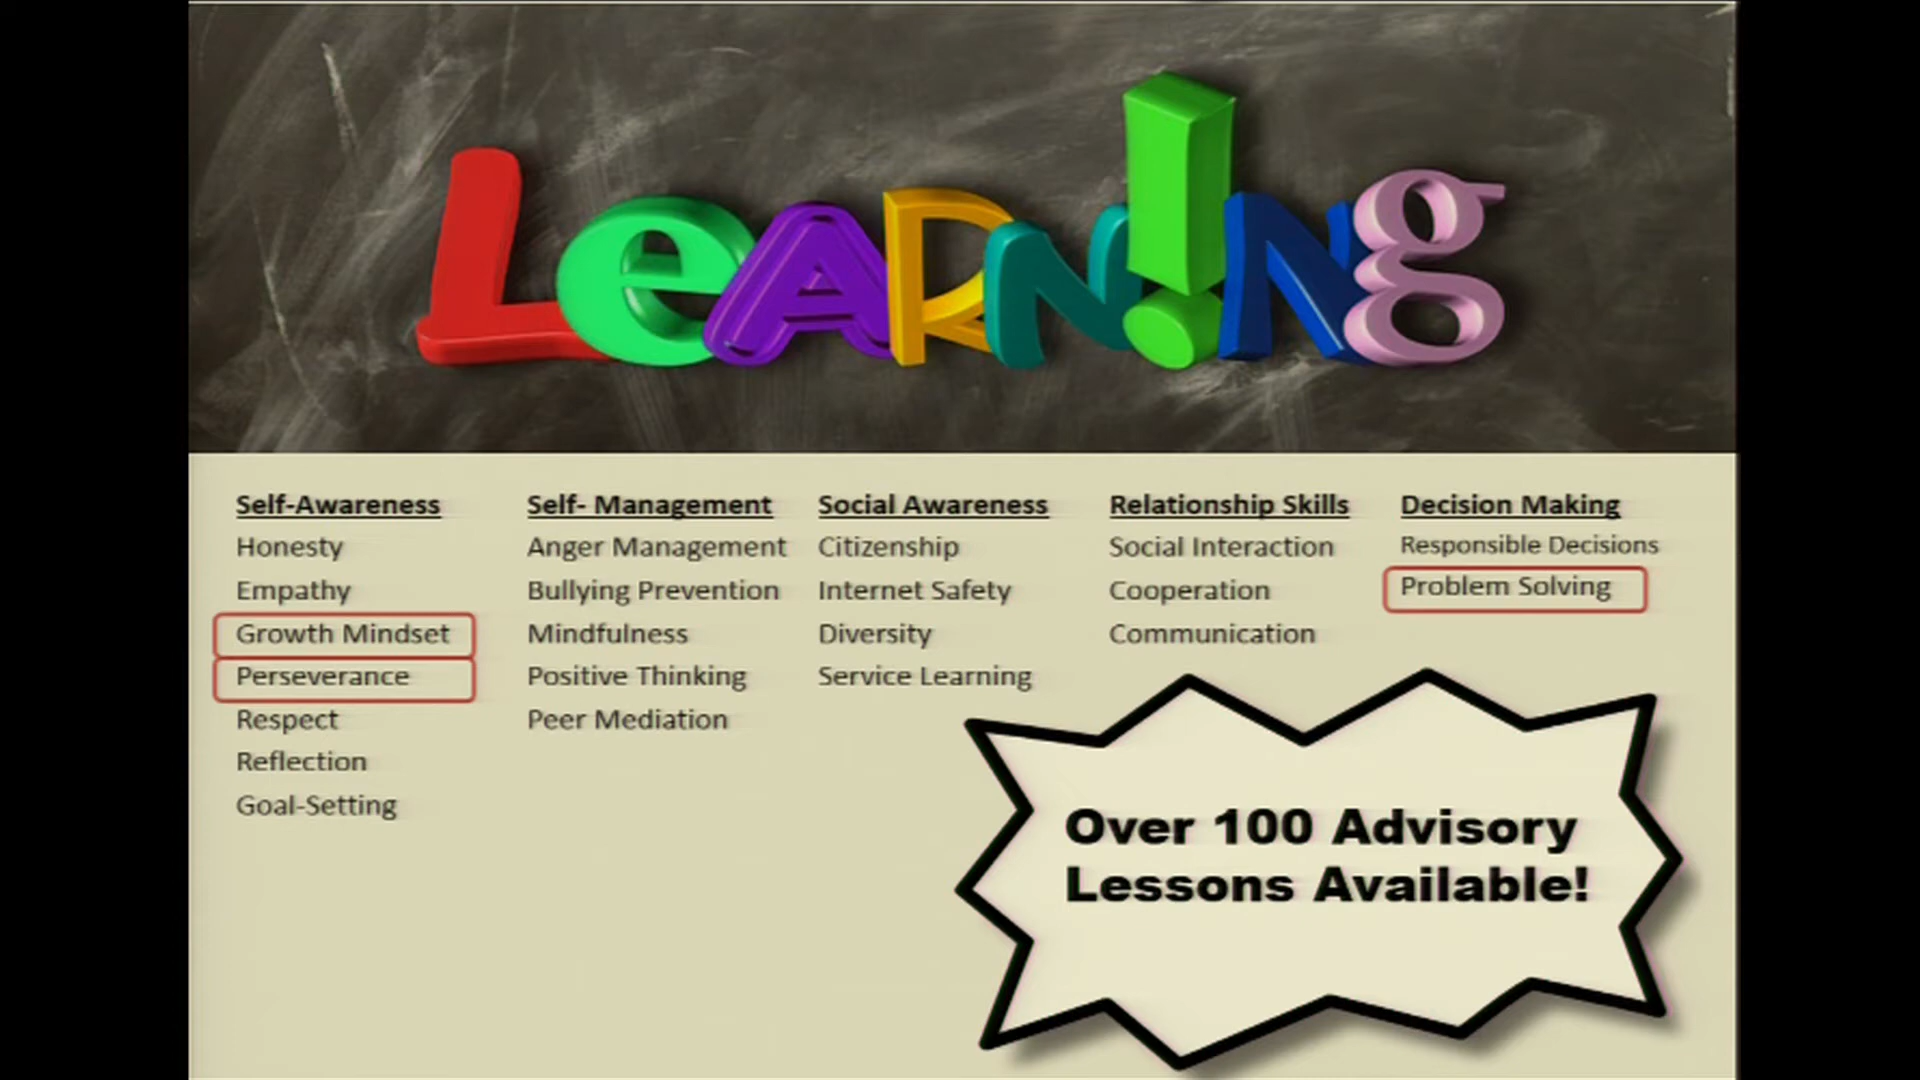 LeARN!Ng
Self-Awareness
Honesty
Empathy
Growth Mindset
Perseverance
Respect
Reflection
Goal-Setting
Self- Management
Anger Management
Bullying Prevention
Mindfulness
Positive Thinking
Peer Mediation
Social Awareness
Citizenship
Internet Safety
Diversity
Service Learning
Relationship Skills
Social Interaction
Cooperation
Communication
Decision Making
Responsible Decisions
Problem Solving
Over 100 Advisory
Lessons Available!